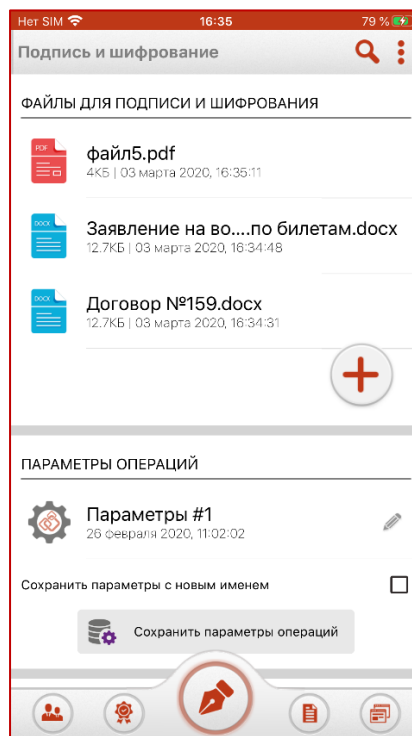 Нет SIM 16:35 79 %
Подпись и шифрование
ФАЙЛЫ ДЛЯ ПОДПИСИ И ШИФРОВАНИЯ
PDF
файл5.pdf
4КБ | 03 марта 2020, 16:35:11
DOCX
Заявление на во....по билетам.docx
12.7КБ | 03 марта 2020, 16:34:48
DOCX
Договор №159.docx
12.7КБ | 03 марта 2020, 16:34:31
ПАРАМЕТРЫ ОПЕРАЦИЙ
Параметры #1
26 февраля 2020, 11:02:02
Сохранить параметры с новым именем
Сохранить параметры операций